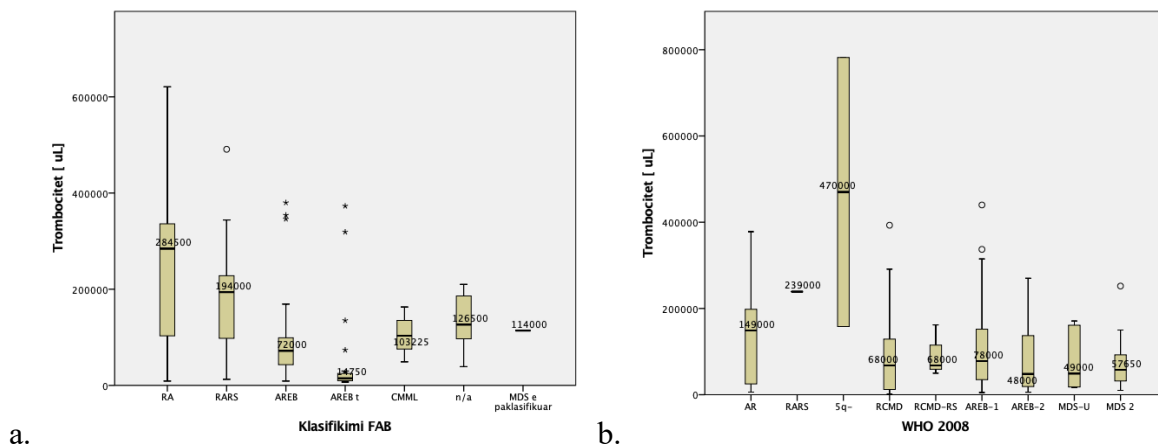 600000
400000
200000
0
Trombocitet [ uL]
284500
194000
72000
14750
103225
126500
114000
RA RARS AREB AREB t CMML n/a MDS e
paklasifikuar
Klasifikimi FAB
a.
800000
600000
400000
200000
0
Trombocitet [ uL]
149000
239000
470000
68000
68000
78000
48000
49000
57650
AR RARS 5q- RCMD RCMD-RS AREB-1 AREB-2 MDS-U MDS 2
WHO 2008
b.